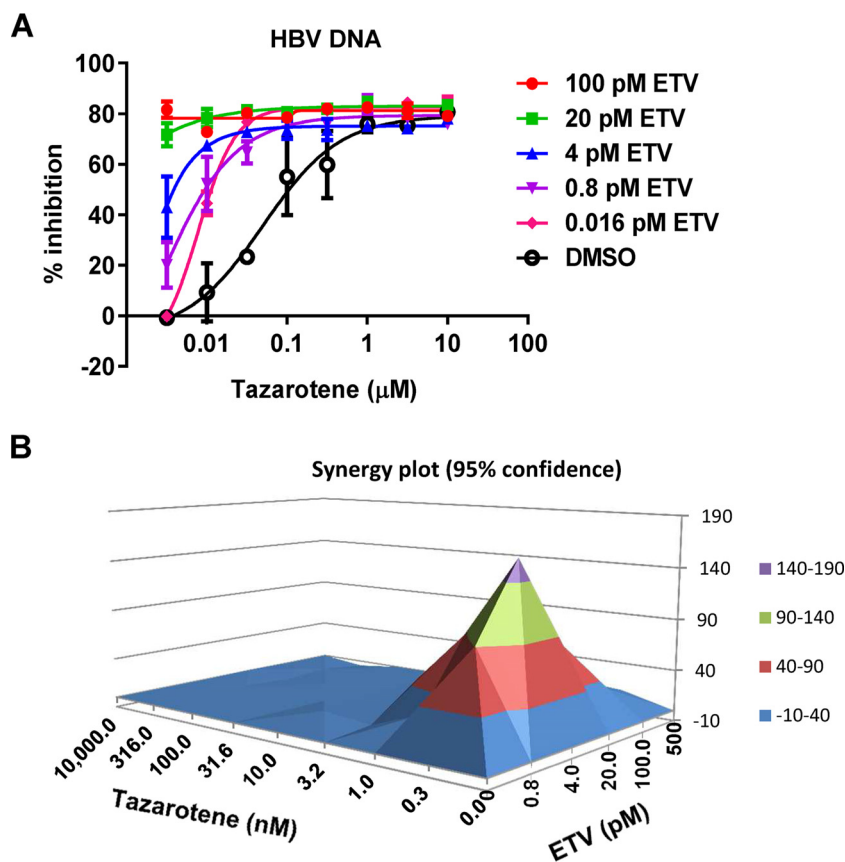 A
HBV DNA
% inhibition
100
80
60
40
20
0
-20
0.01 0.1 1 10 100
Tazarotene (µM)
100 pM ETV
20 pM ETV
4 pM ETV
0.8 pM ETV
0.016 pM ETV
DMSO
B
Synergy plot (95% confidence)
190
140
90
40
-10
140-190
90-140
40-90
-10-40
10,000.0 316.0 100.0 31.6 10.0 3.2 1.0 0.3 0.00
Tazarotene (nM)
0.8 4.0 20.0 100.0 500
ETV (pM)